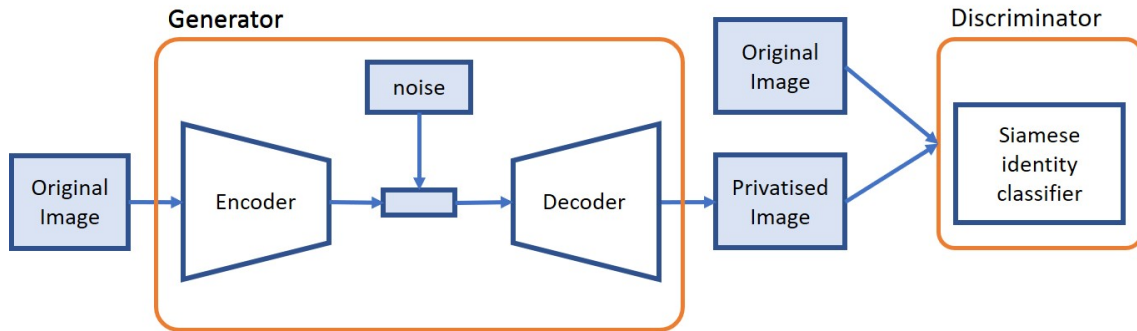 Generator
Discriminator
Original
Image
noise
Encoder
Decoder
Original
Image
Privatised
Image
Siamese
identity
classifier